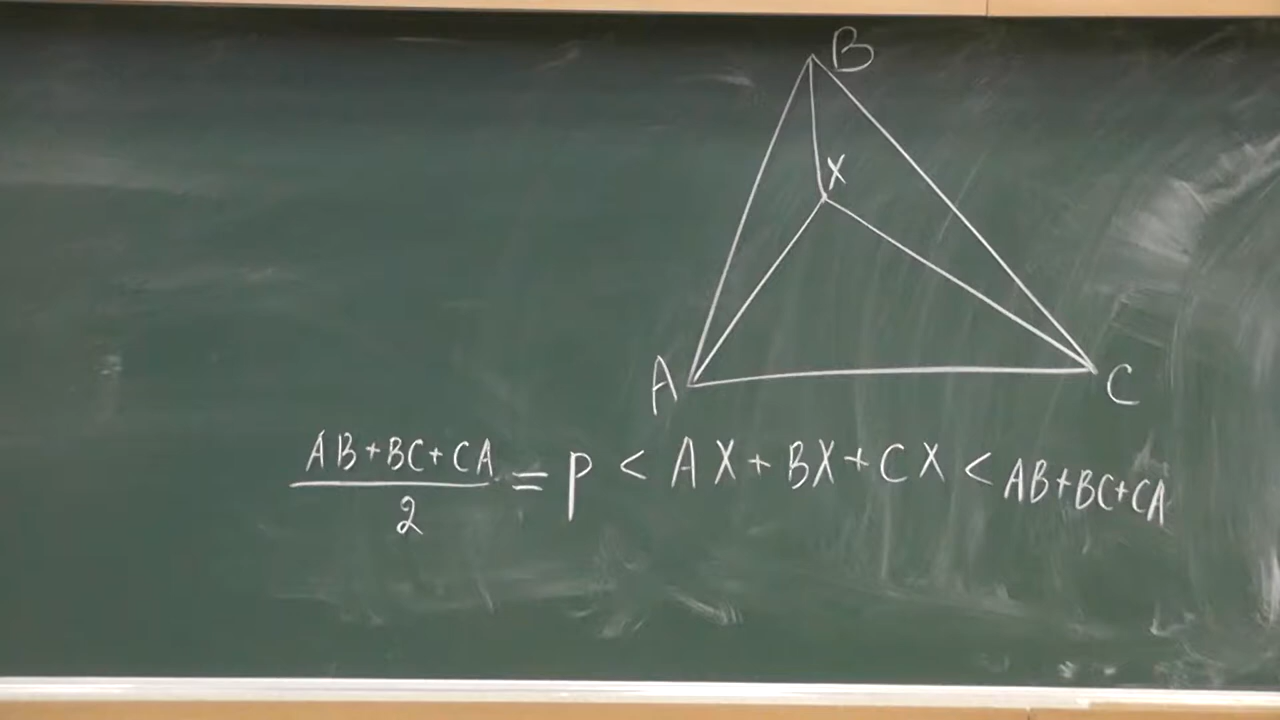 B
X
A
C
AB+BC+CA
2
= p < AX + BX + CX < AB+BC+CA